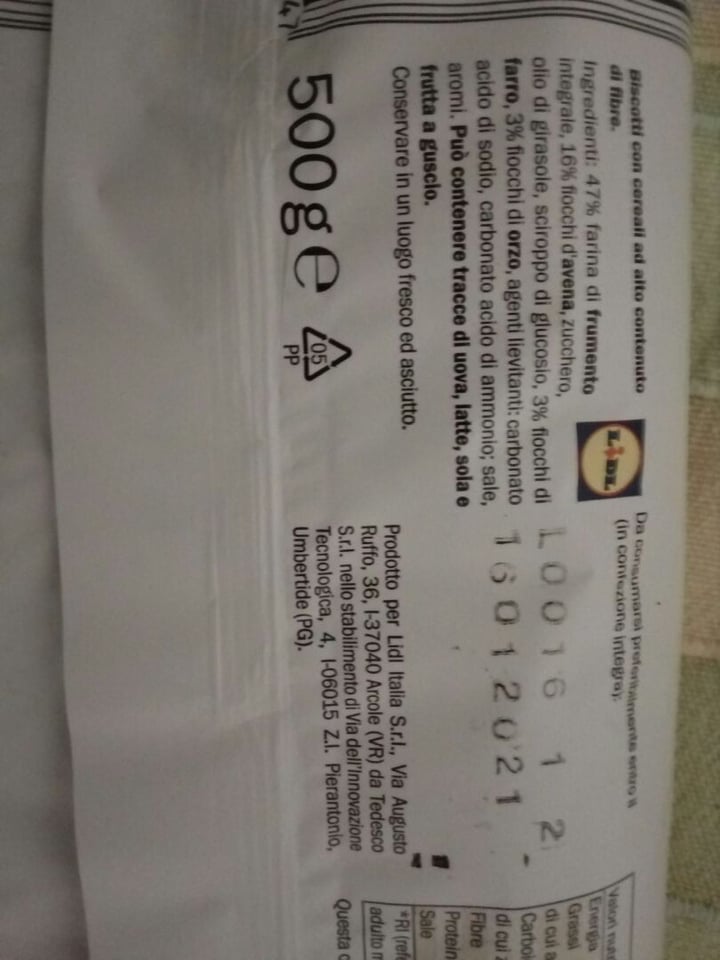 Biscotti con cereali ad alto contenuto
di fibre.
Ingredienti: 47% farina di frumento
integrale, 16% fiocchi d'avena, zucchero,
olio di girasole, sciroppo di glucosio, 3% fiocchi di
farro, 3% fiocchi di orzo, agenti lievitanti: carbonato
acido di sodio, carbonato acido di ammonio; sale,
aromi. Può contenere tracce di uova, latte, soia e
frutta a guscio.
Conservare in un luogo fresco ed asciutto.
500g e
05
PP
LIDL
Da consumarsi preferibilmente entro il
(in confezione integra):
L0016 12
16012021
Prodotto per Lidl Italia S.r.l., Via Augusto
Ruffo, 36, I-37040 Arcole (VR) da Tedesco
S.r.l. nello stabilimento di Via dell'Innovazione
Tecnologica, 4, I-06015 Z.I. Pierantonio,
Umbertide (PG).
Valori nutr
Energia
Grassi
di cui a
Carboi
di cui z
Fibre
Protein
Sale
*RI (refe
adulto m
Questa c